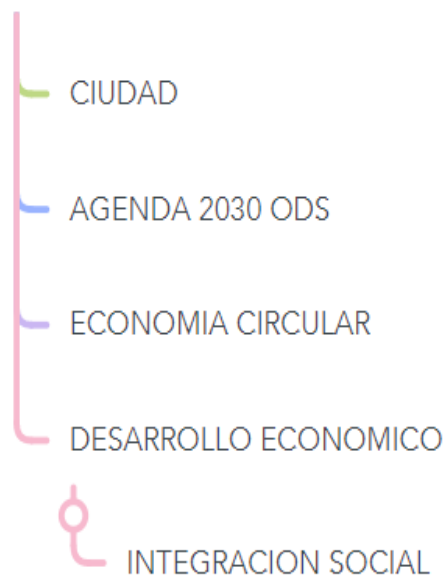 CIUDAD
AGENDA 2030 ODS
ECONOMIA CIRCULAR
DESARROLLO ECONOMICO
INTEGRACION SOCIAL